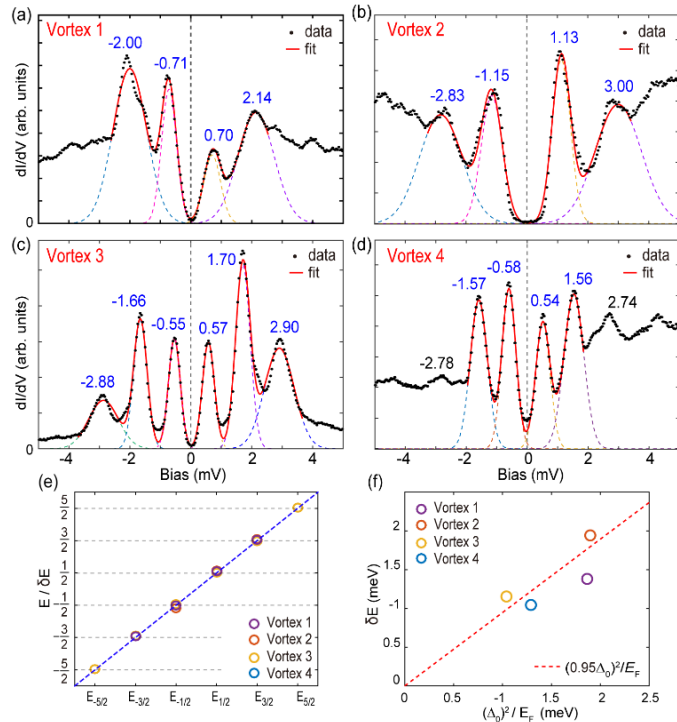 (a)
Vortex 1
-2.00
-0.71
0.70
2.14
data
fit
dI/dV (arb. units)
0
(b)
Vortex 2
-2.83
-1.15
1.13
3.00
data
fit
0
(c)
Vortex 3
-2.88
-1.66
-0.55
0.57
1.70
2.90
data
fit
dI/dV (arb. units)
0
-4 -2 0 2 4
Bias (mV)
(d)
Vortex 4
-2.78
-1.57
-0.58
0.54
1.56
2.74
data
fit
0
-4 -2 0 2 4
Bias (mV)
(e)
E / δE
5/2
3/2
1/2
-1/2
-3/2
-5/2
Vortex 1
Vortex 2
Vortex 3
Vortex 4
E-5/2 E-3/2 E-1/2 E1/2 E3/2 E5/2
(f)
Vortex 1
Vortex 2
Vortex 3
Vortex 4
δE (meV)
2
1.5
-1
0.5
0
(0.95Δ0)²/EF
0 0.5 -1 1.5 2 2.5
(Δ0)²/ EF (meV)